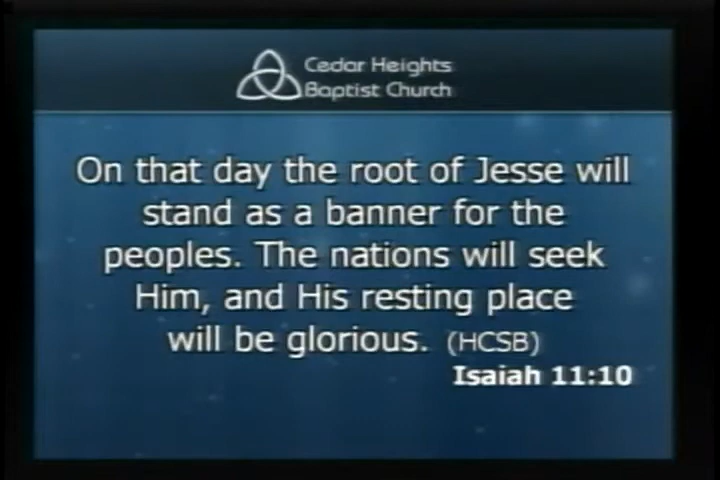 Cedar Heights
Baptist Church
On that day the root of Jesse will
stand as a banner for the
peoples. The nations will seek
Him, and His resting place
will be glorious. (HCSB)
Isaiah 11:10